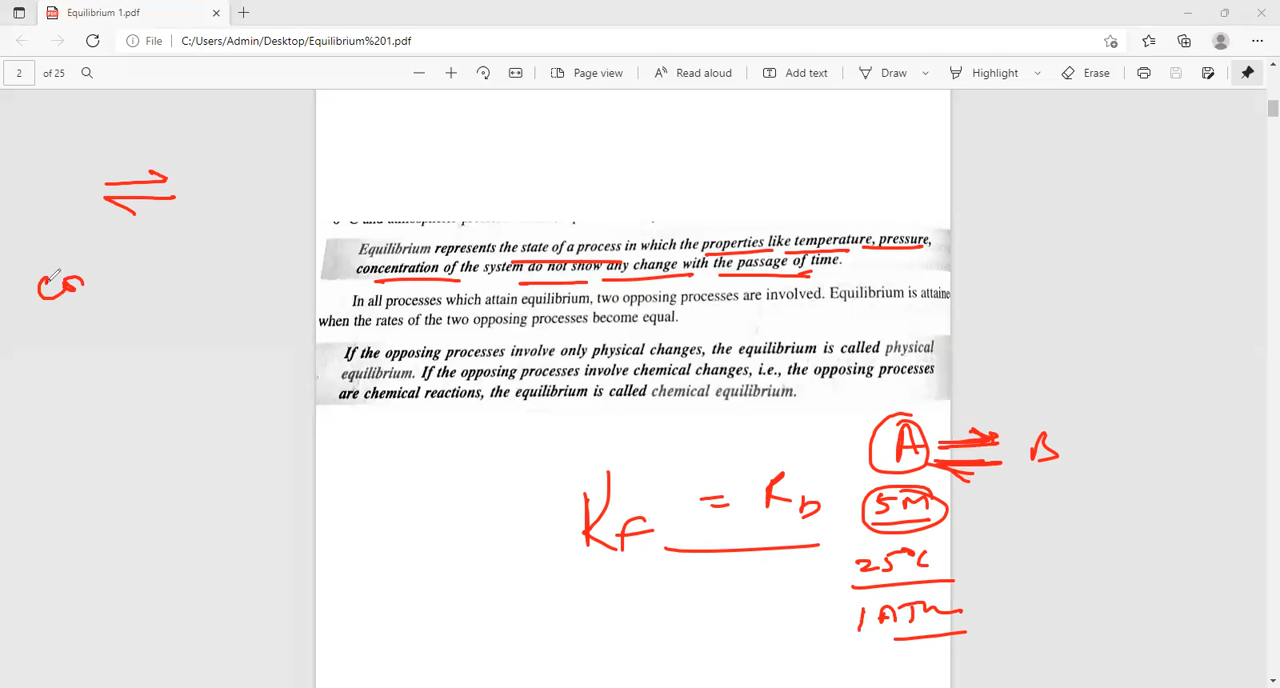 Equilibrium 1.pdf
File C:/Users/Admin/Desktop/Equilibrium%201.pdf
2 of 25 Page view Read aloud Add text Draw Highlight Erase
Equilibrium represents the state of a process in which the properties like temperature, pressure,
concentration of the system do not show any change with the passage of time.
In all processes which attain equilibrium, two opposing processes are involved. Equilibrium is attaine
when the rates of the two opposing processes become equal.
If the opposing processes involve only physical changes, the equilibrium is called physical
equilibrium. If the opposing processes involve chemical changes, i.e., the opposing processes
are chemical reactions, the equilibrium is called chemical equilibrium.
A ⇌ B
Kf = Kb
5M
25°C
1 ATM